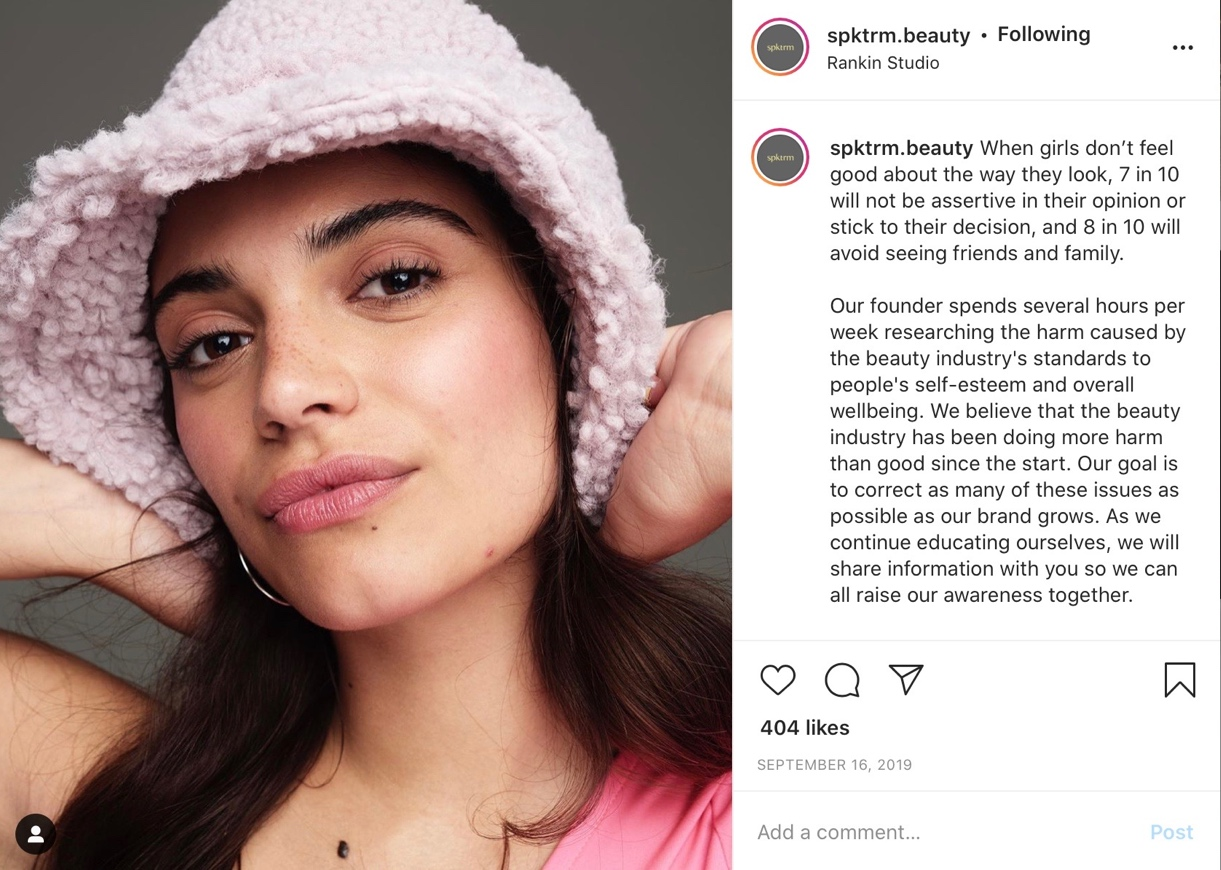 spktrm.beauty • Following
Rankin Studio
spktrm
spktrm
spktrm.beauty When girls don’t feel
good about the way they look, 7 in 10
will not be assertive in their opinion or
stick to their decision, and 8 in 10 will
avoid seeing friends and family.
Our founder spends several hours per
week researching the harm caused by
the beauty industry's standards to
people's self-esteem and overall
wellbeing. We believe that the beauty
industry has been doing more harm
than good since the start. Our goal is
to correct as many of these issues as
possible as our brand grows. As we
continue educating ourselves, we will
share information with you so we can
all raise our awareness together.
404 likes
SEPTEMBER 16, 2019
Add a comment...
Post